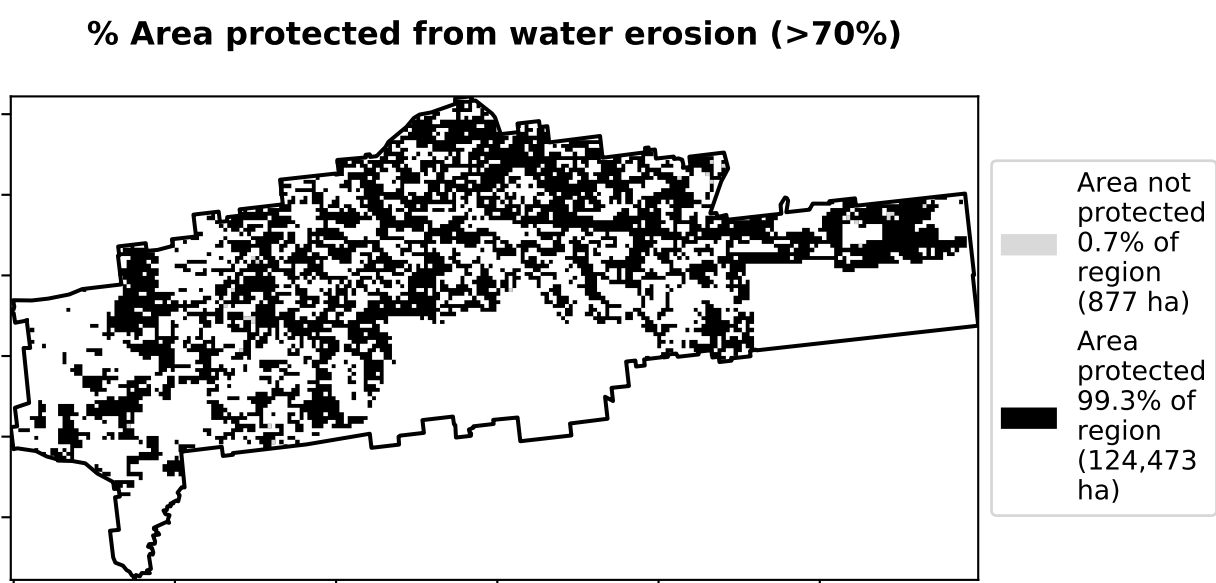 % Area protected from water erosion (>70%)
Area not
protected
0.7% of
region
(877 ha)
Area
protected
99.3% of
region
(124,473
ha)